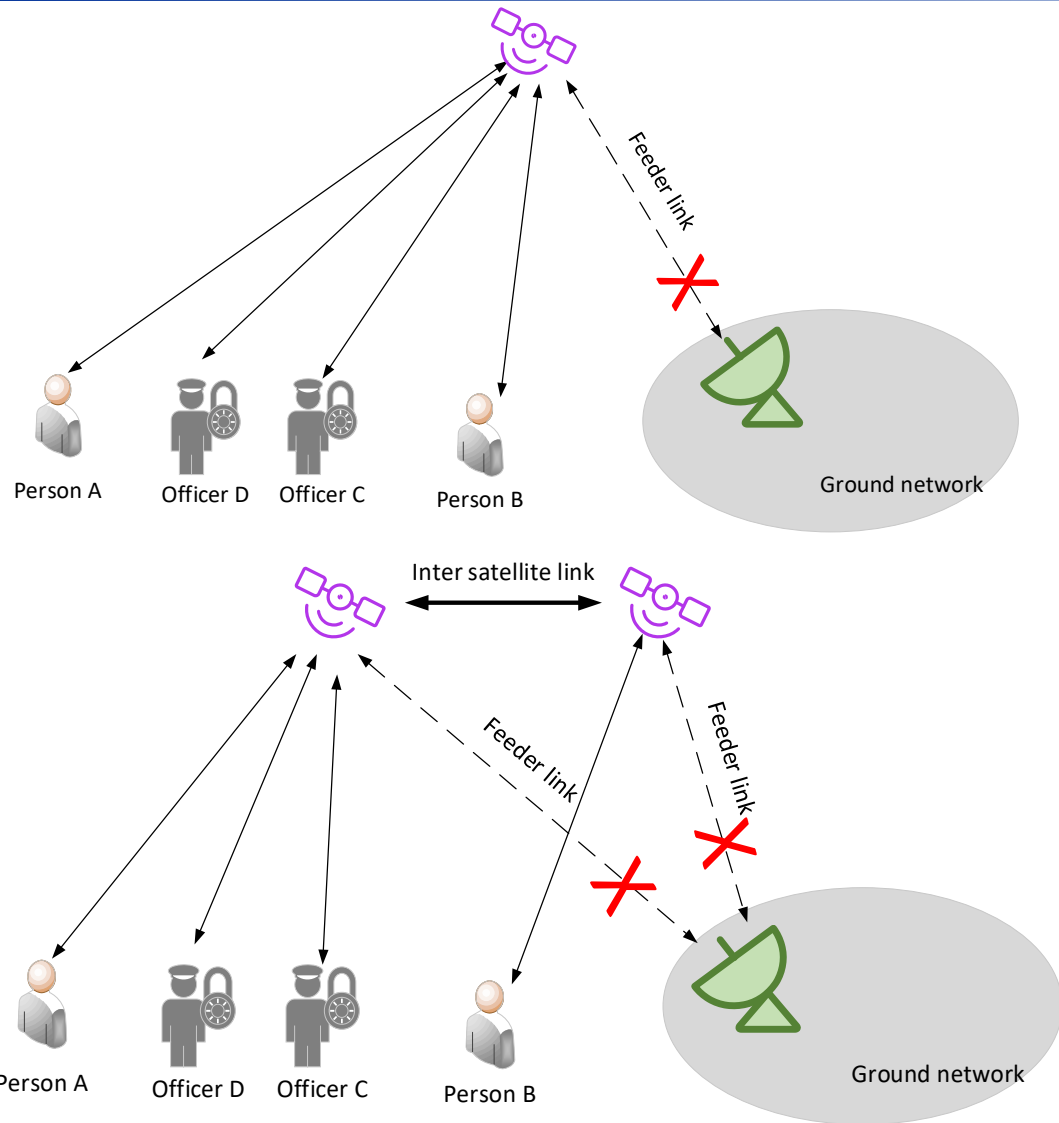 Feeder link
Person A
Officer D
Officer C
Person B
Ground network
Inter satellite link
Feeder link
Feeder link
Person A
Officer D
Officer C
Person B
Ground network